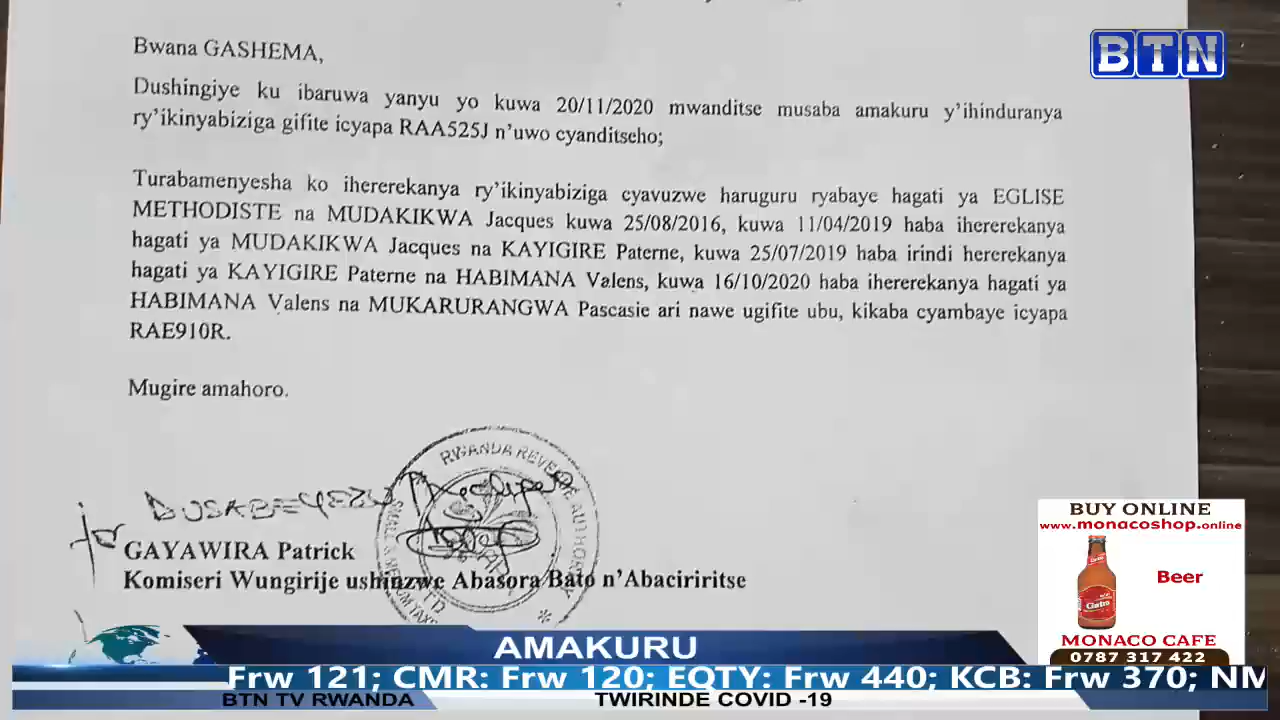 Bwana GASHEMA,
BTN
Dushingiye ku ibaruwa yanyu yo kuwa 20/11/2020 mwanditse musaba amakuru y'ihinduranya
ry'ikinyabiziga gifite icyapa RAA525J n'uwo cyanditseho;
Turabamenyesha ko ihererekanya ry'ikinyabiziga cyavuzwe haruguru ryabaye hagati ya EGLISE
METHODISTE na MUDAKIKWA Jacques kuwa 25/08/2016, kuwa 11/04/2019 haba ihererekanya
hagati ya MUDAKIKWA Jacques na KAYIGIRE Paterne, kuwa 25/07/2019 haba irindi hererekanya
hagati ya KAYIGIRE Paterne na HABIMANA Valens, kuwa 16/10/2020 haba ihererekanya hagati ya
HABIMANA Valens na MUKARURANGWA Pascasie ari nawe ugifite ubu, kikaba cyambaye icyapa
RAE910R.
Mugire amahoro.
RWANDA REVENUE AUTHORITY
for
GAYAWIRA Patrick
Komiseri Wungirije ushinzwe Abasora Bato n'Abaciriritse
BUY ONLINE
www.monacoshop.online
Beer
MONACO CAFE
0787 317 422
AMAKURU
Frw 121; CMR: Frw 120; EQTY: Frw 440; KCB: Frw 370; NM
BTN TV RWANDA
TWIRINDE COVID -19